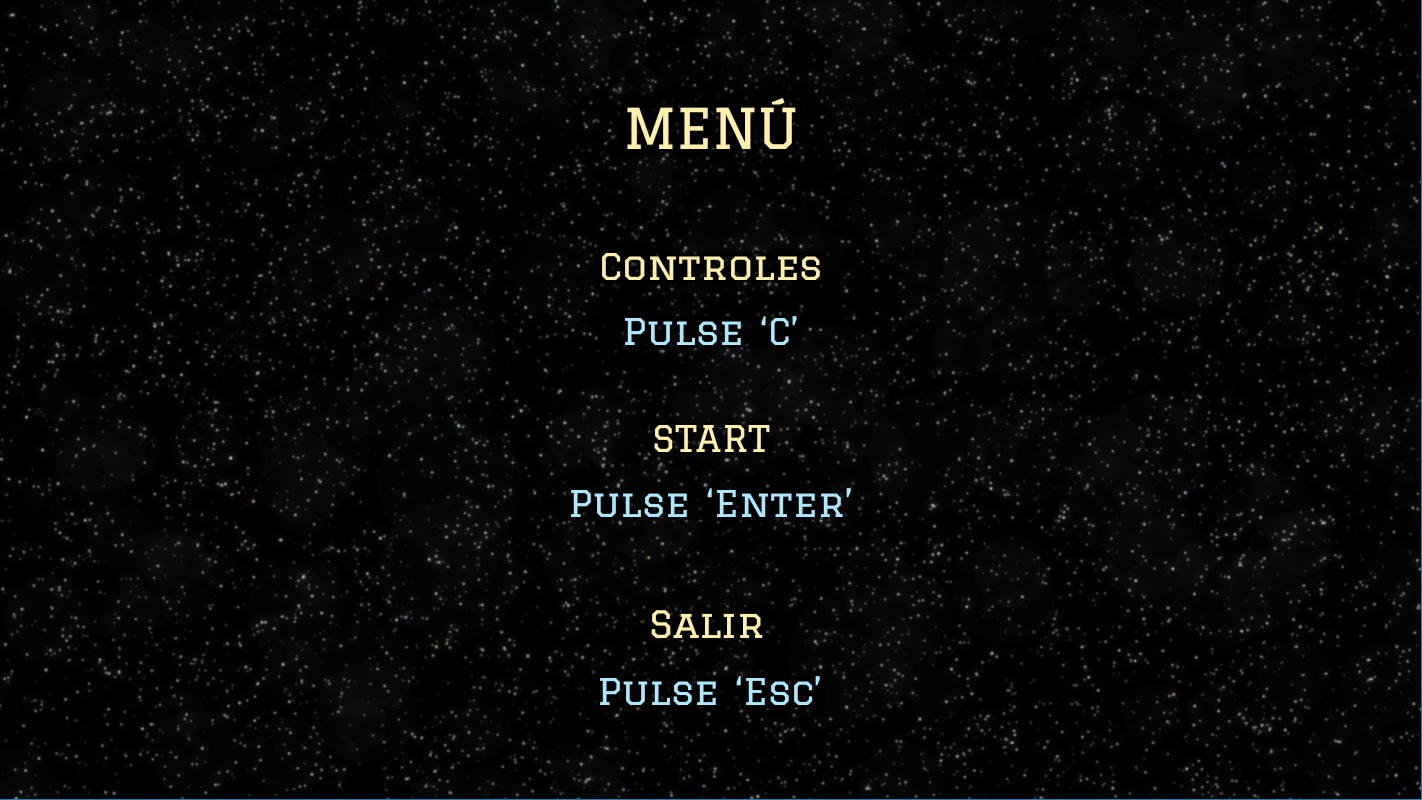 MENÚ
Controles
Pulse ‘C’
START
Pulse ‘Enter’
Salir
Pulse ‘Esc’